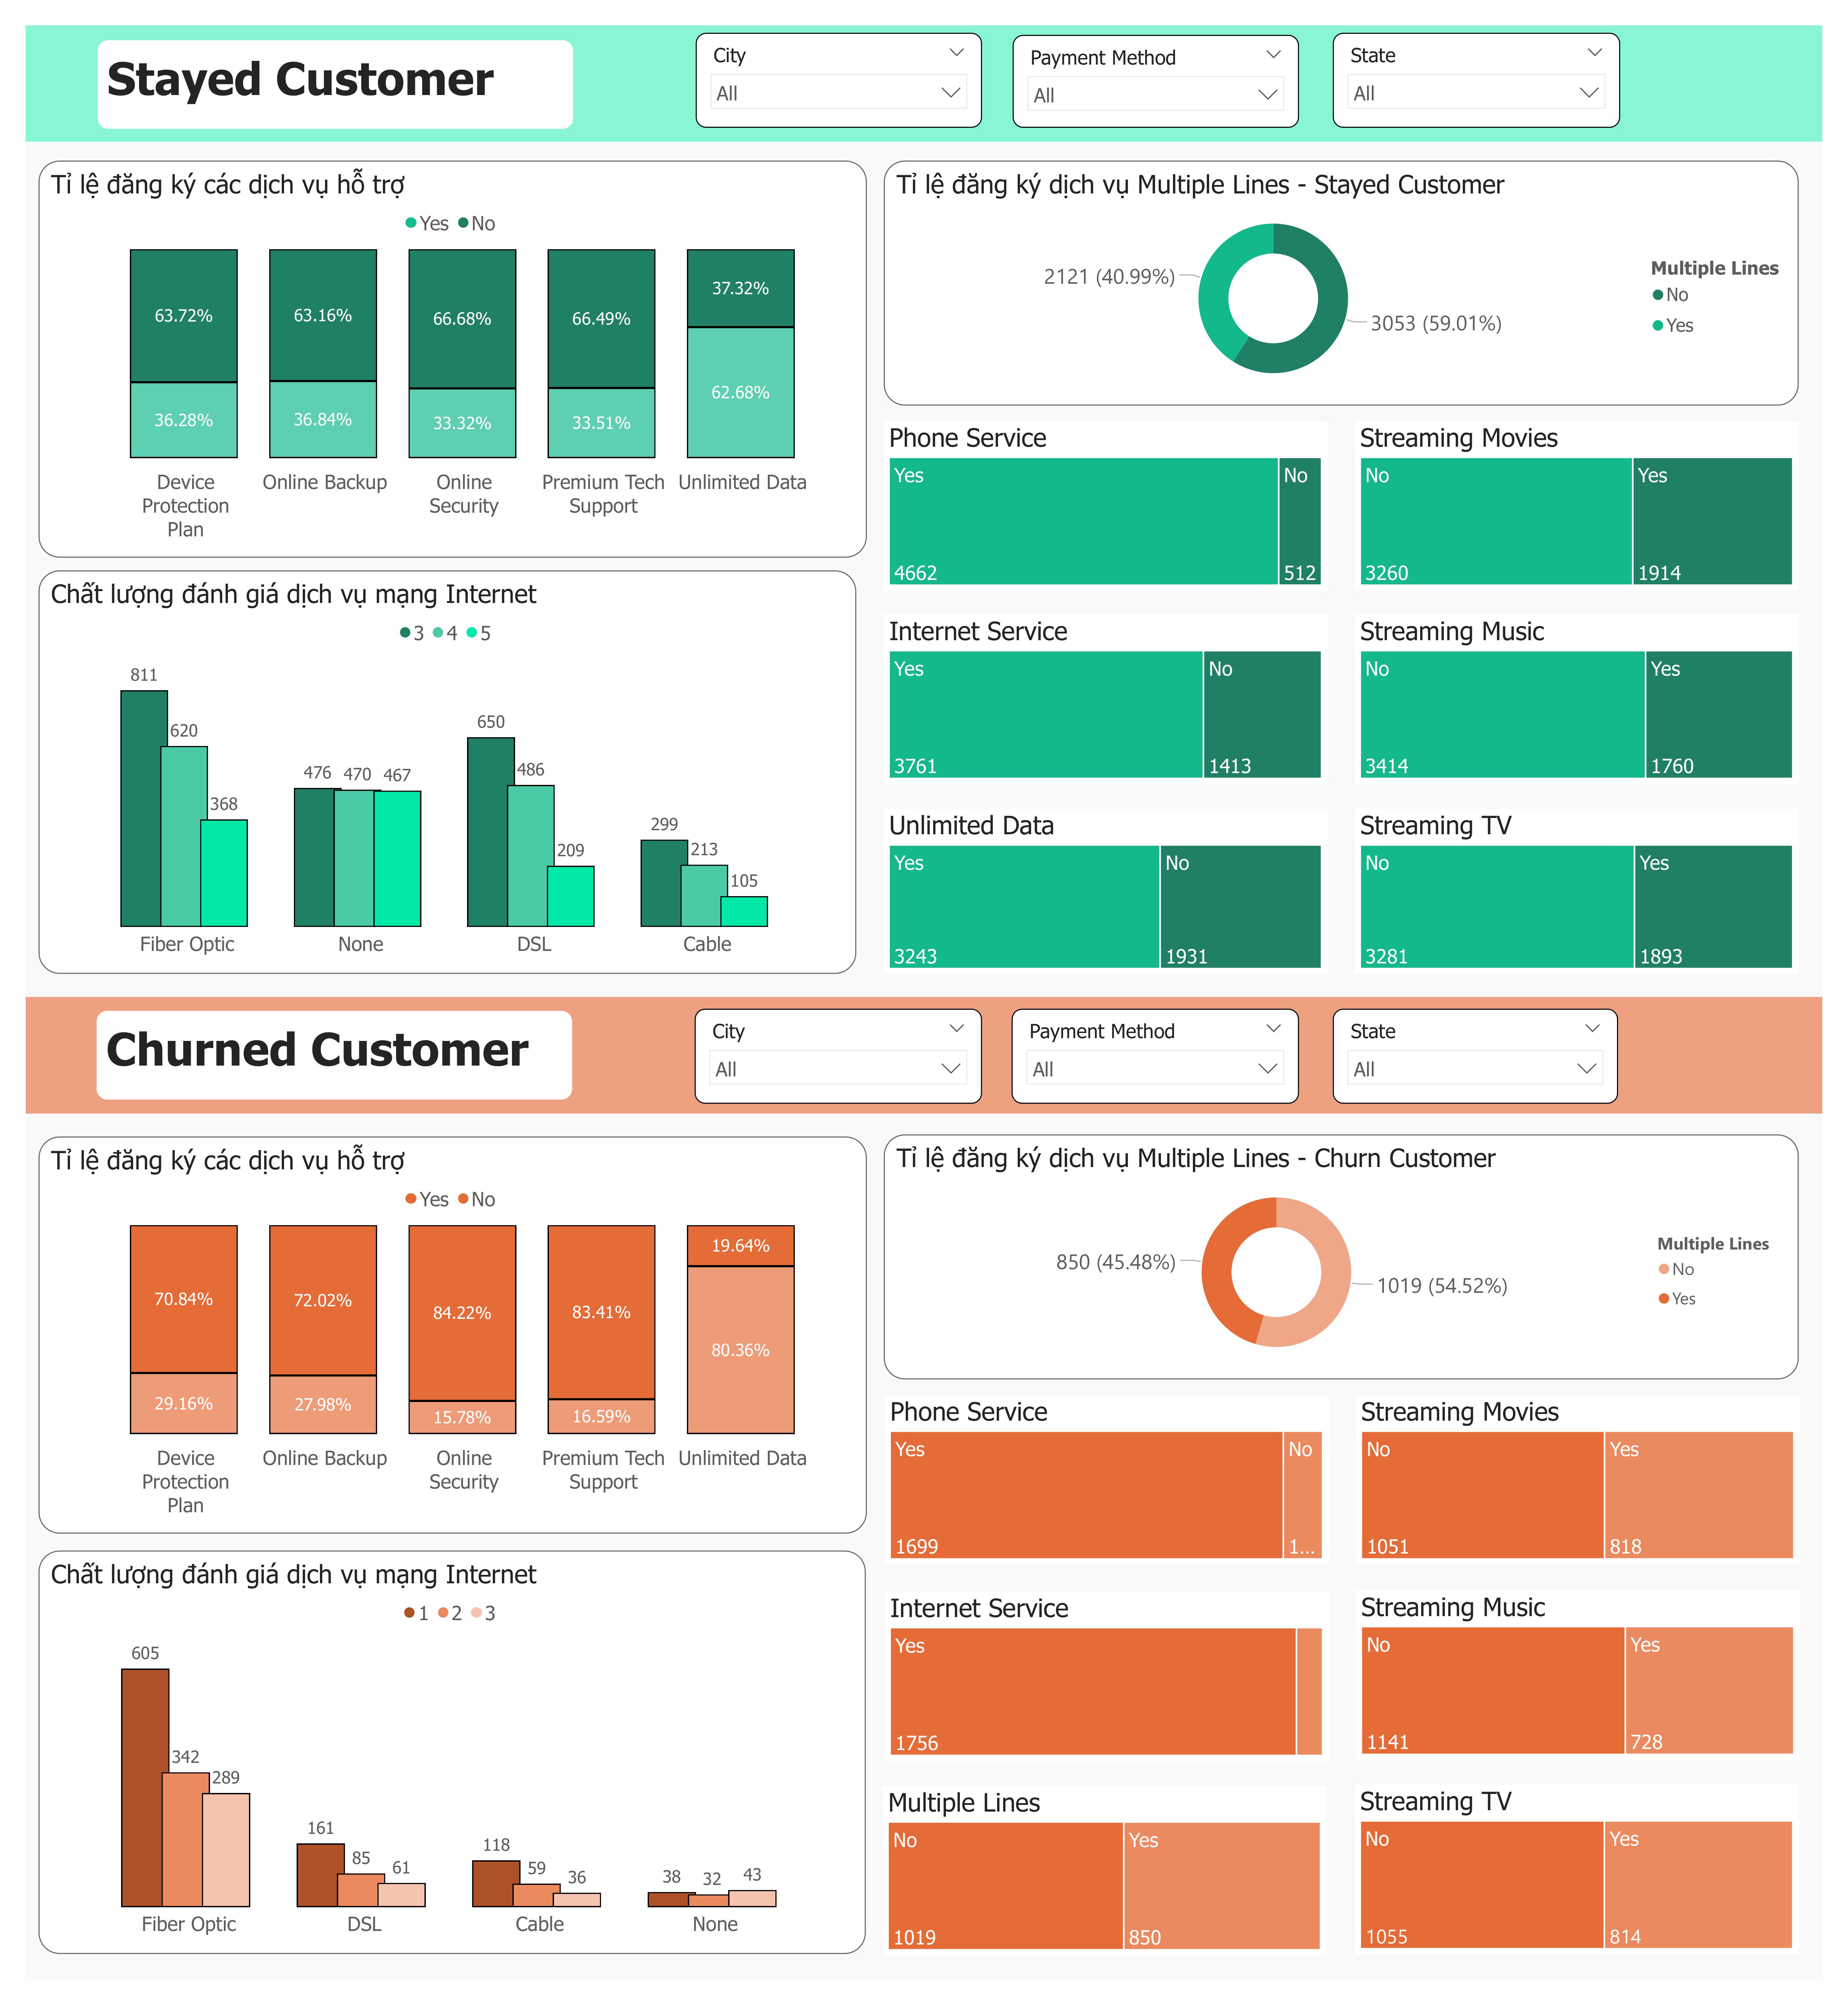 Stayed Customer
City
All
Payment Method
All
State
All
Tỉ lệ đăng ký các dịch vụ hỗ trợ
Yes No
63.72%
63.16%
66.68%
66.49%
37.32%
36.28%
36.84%
33.32%
33.51%
62.68%
Device
Protection
Plan
Online Backup
Online
Security
Premium Tech
Support
Unlimited Data
Tỉ lệ đăng ký dịch vụ Multiple Lines - Stayed Customer
2121 (40.99%)
3053 (59.01%)
Multiple Lines
No
Yes
Chất lượng đánh giá dịch vụ mạng Internet
3 4 5
811
620
368
476
470
467
650
486
209
299
213
105
Fiber Optic
None
DSL
Cable
Phone Service
Yes
No
4662
512
Streaming Movies
No
Yes
3260
1914
Internet Service
Yes
No
3761
1413
Streaming Music
No
Yes
3414
1760
Unlimited Data
Yes
No
3243
1931
Streaming TV
No
Yes
3281
1893
Churned Customer
City
All
Payment Method
All
State
All
Tỉ lệ đăng ký các dịch vụ hỗ trợ
Yes No
70.84%
72.02%
84.22%
83.41%
19.64%
29.16%
27.98%
15.78%
16.59%
80.36%
Device
Protection
Plan
Online Backup
Online
Security
Premium Tech
Support
Unlimited Data
Tỉ lệ đăng ký dịch vụ Multiple Lines - Churn Customer
850 (45.48%)
1019 (54.52%)
Multiple Lines
No
Yes
Chất lượng đánh giá dịch vụ mạng Internet
1 2 3
605
342
289
161
85
61
118
59
36
38
32
43
Fiber Optic
DSL
Cable
None
Phone Service
Yes
No
1699
1...
Streaming Movies
No
Yes
1051
818
Internet Service
Yes
1756
Streaming Music
No
Yes
1141
728
Multiple Lines
No
Yes
1019
850
Streaming TV
No
Yes
1055
814